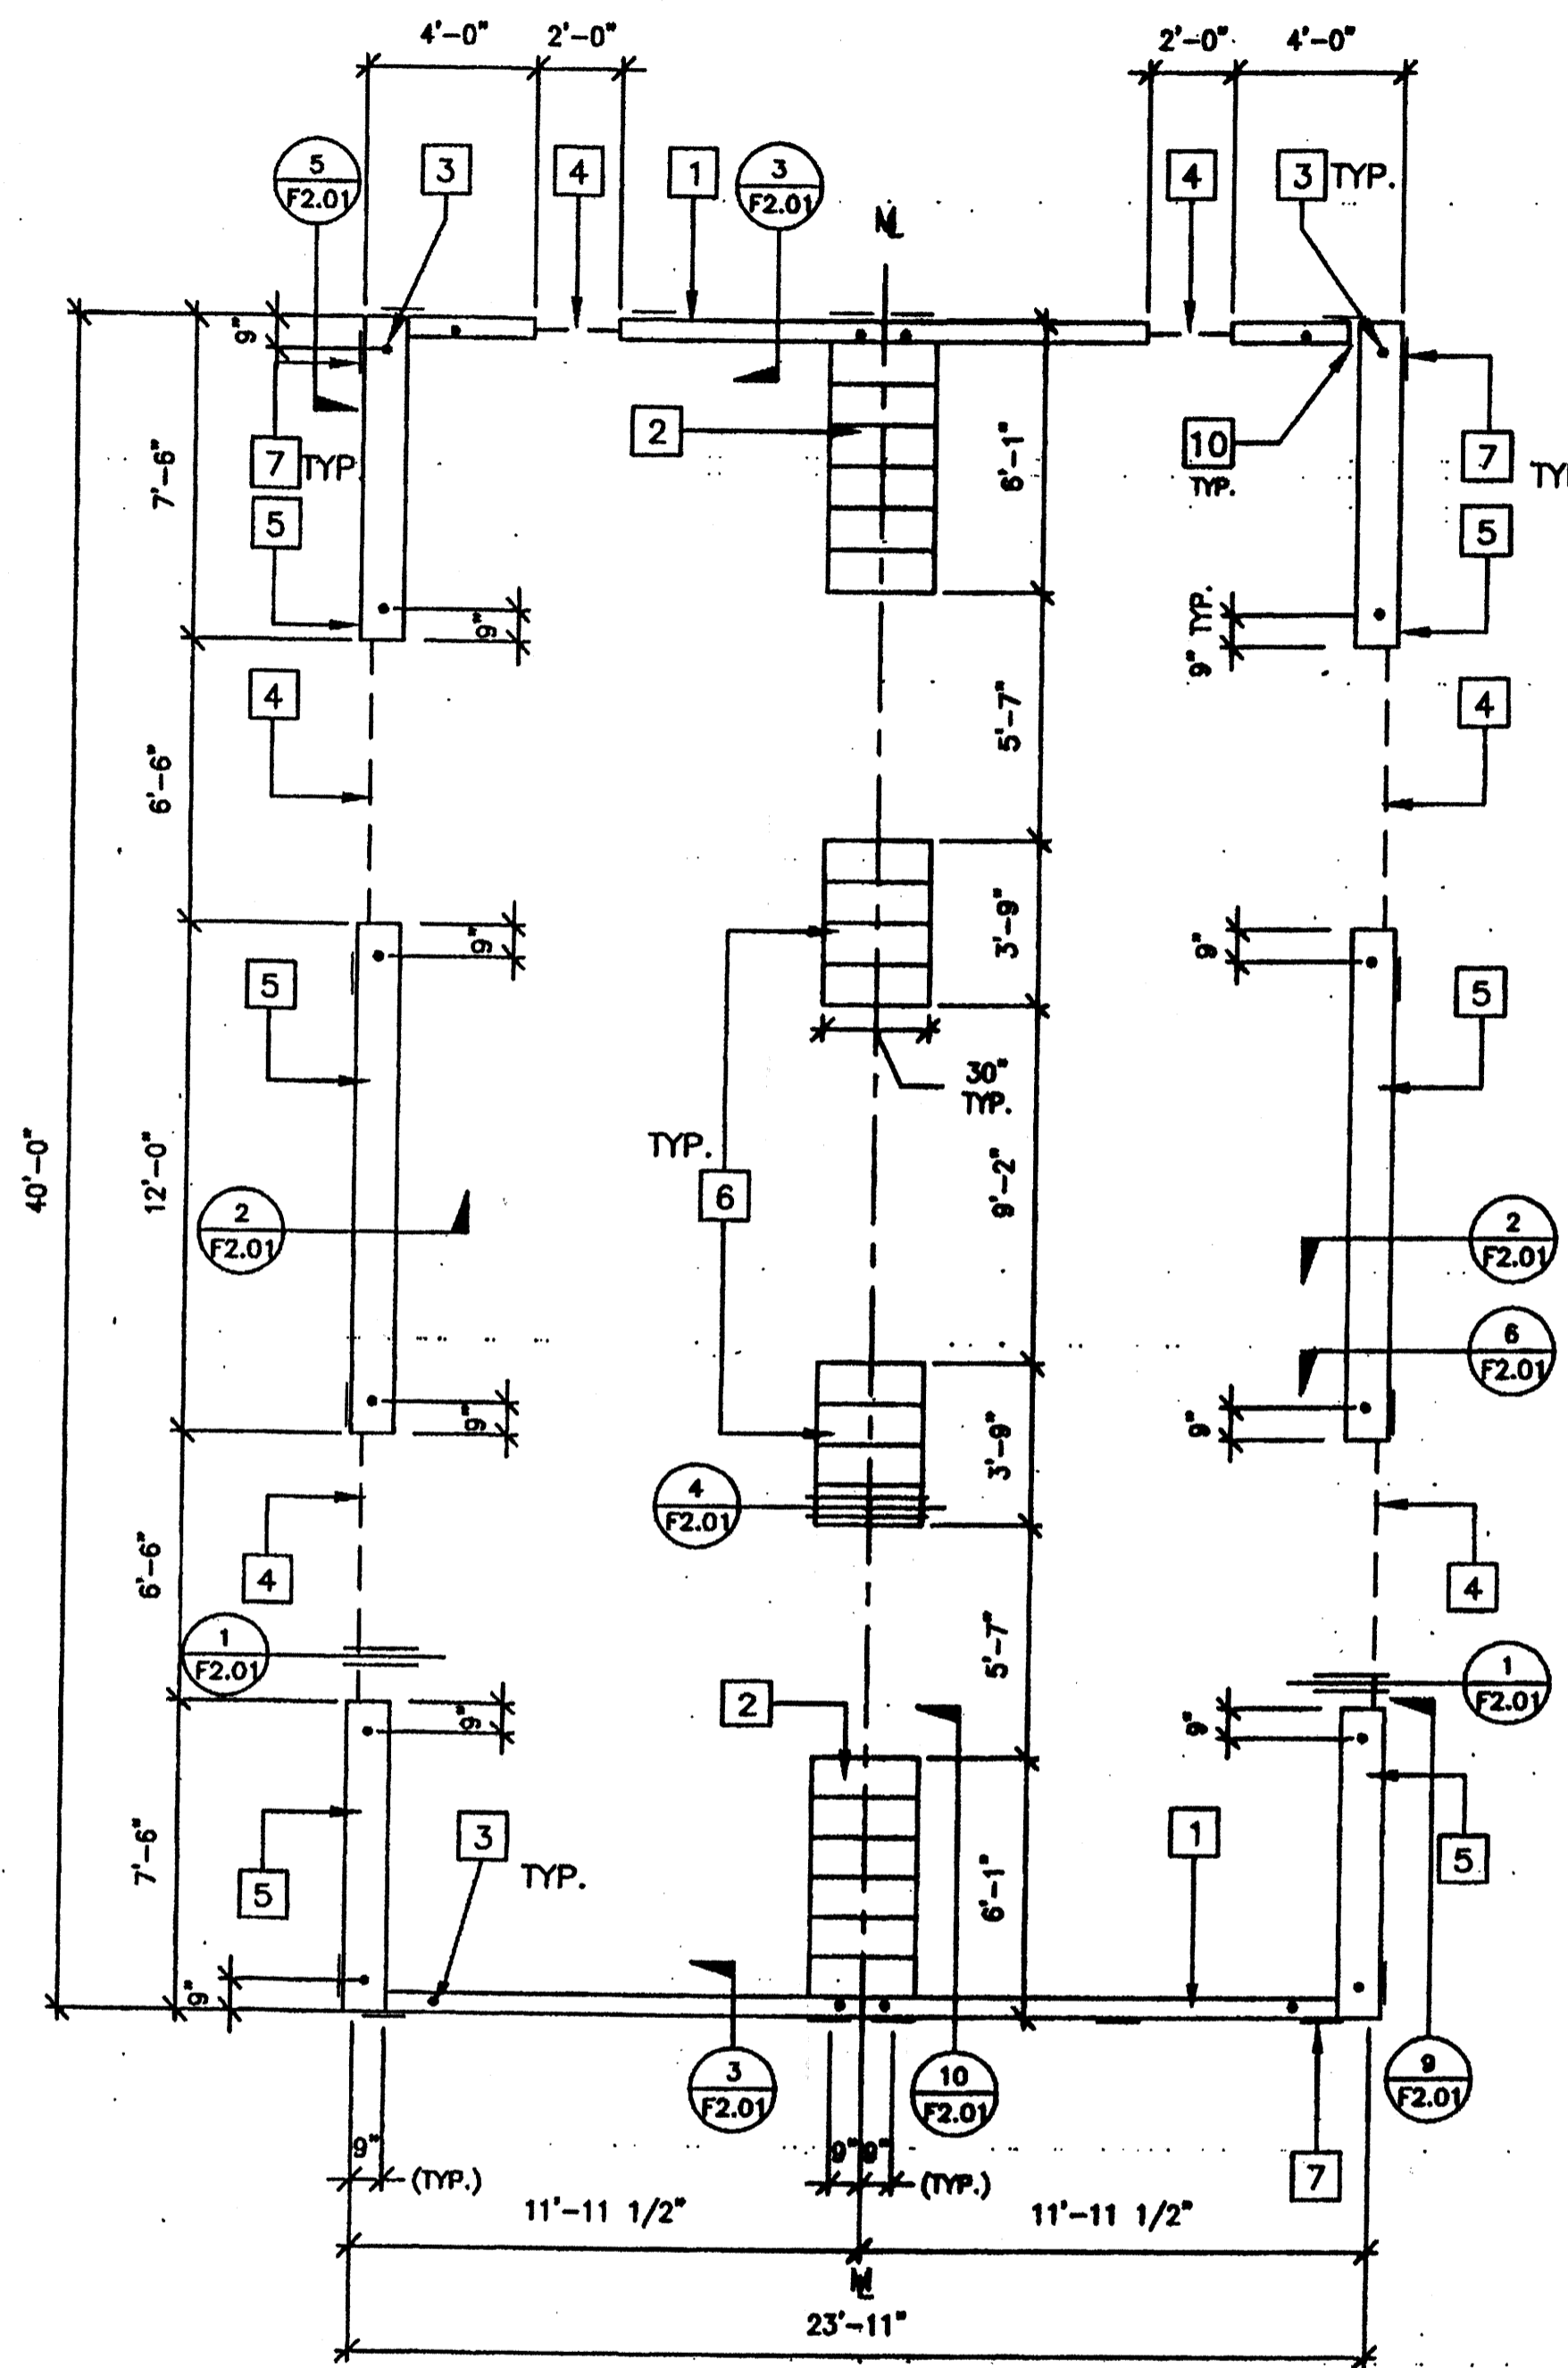 4'-0" 2'-0" 2'-0" 4'-0"
5
F2.01
3
4
1
3
F2.01
4
3 TYP.
ML
9"
7 TYP
2
10
TYP.
7
7'-6"
6'-1"
5
5
9"
9" TYP.
4
4
5'-7"
6'-6"
9"
3'-9"
9"
5
5
30"
TYP.
TYP.
40'-0"
12'-0"
6
9'-2"
2
F2.01
2
F2.01
6
F2.01
9"
9"
3'-9"
4
F2.01
6'-6"
4
4
1
F2.01
5'-7"
1
F2.01
2
9"
9"
7'-6"
3 TYP.
1
5
5
6'-1"
9"
3
F2.01
10
F2.01
9
F2.01
9" (TYP.)
9" 9" (TYP.)
7
11'-11 1/2" 11'-11 1/2"
ML
23'-11"